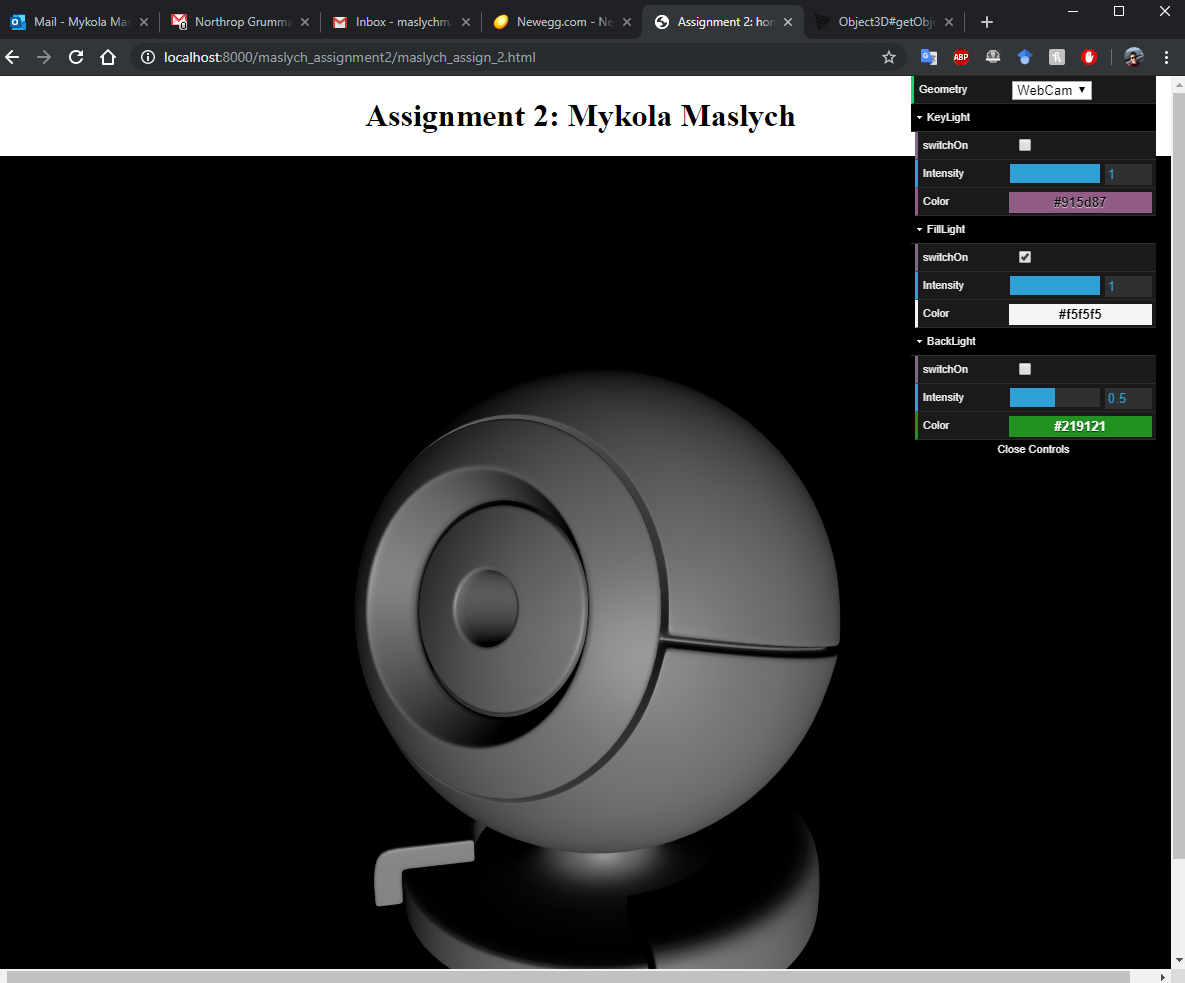 Mail - Mykola Mas
Northrop Grumma
Inbox - maslychm.
Newegg.com - Ne
Assignment 2: hom
Object3D#getObje
localhost:8000/maslych_assignment2/maslych_assign_2.html
ABP
Assignment 2: Mykola Maslych
Geometry WebCam
KeyLight
switchOn
Intensity 1
Color #915d87
FillLight
switchOn
Intensity 1
Color #f5f5f5
BackLight
switchOn
Intensity 0.5
Color #219121
Close Controls